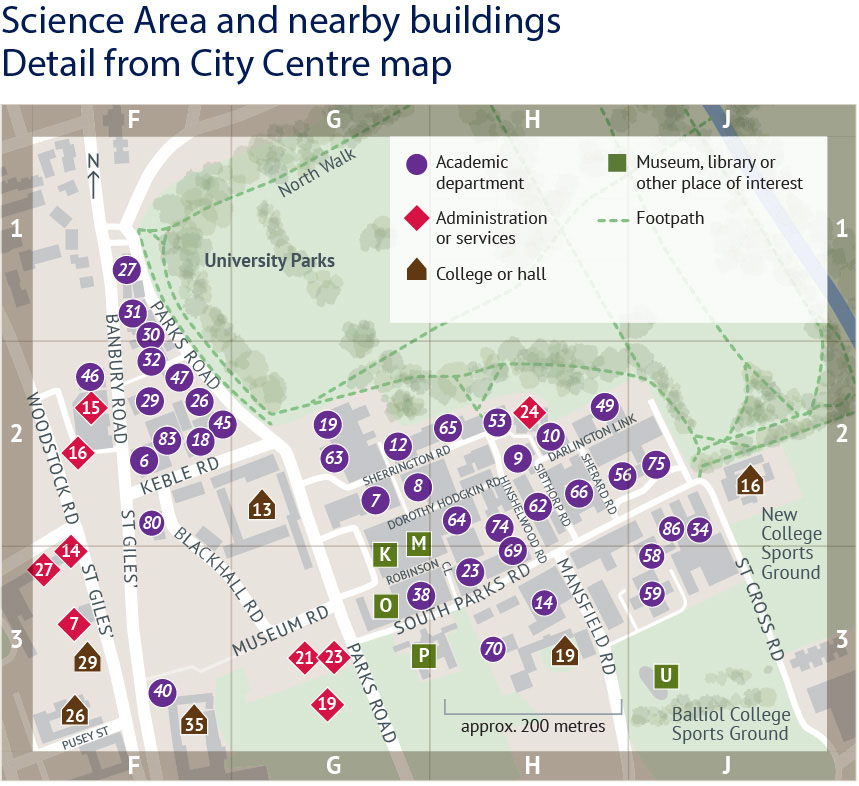 Science Area and nearby buildings
Detail from City Centre map
F
G
H
J
N
North Walk
Academic
department
Museum, library or
other place of interest
Administration
or services
Footpath
College or hall
1
1
University Parks
27
31
30
PARKS ROAD
BANBURY ROAD
32
46
47
15
29
26
WOODSTOCK RD
45
83
18
16
6
KEBLE RD
19
63
12
65
53
24
49
10
DARLINGTON LINK
2
2
SHERRINGTON RD
9
SIBTHORP RD
SHERARD RD
56
75
7
8
DOROTHY HODGKIN RD
HINSHELWOOD RD
66
62
13
16
80
ST GILES'
BLACKHALL RD
64
74
69
86
34
New
College
Sports
Ground
14
27
ST GILES'
K
M
ROBINSON CL
23
58
59
38
O
SOUTH PARKS RD
MANSFIELD RD
ST CROSS RD
14
7
MUSEUM RD
3
3
29
21
23
PARKS ROAD
P
70
19
U
40
19
26
35
PUSEY ST
approx. 200 metres
Balliol College
Sports Ground
F
G
H
J